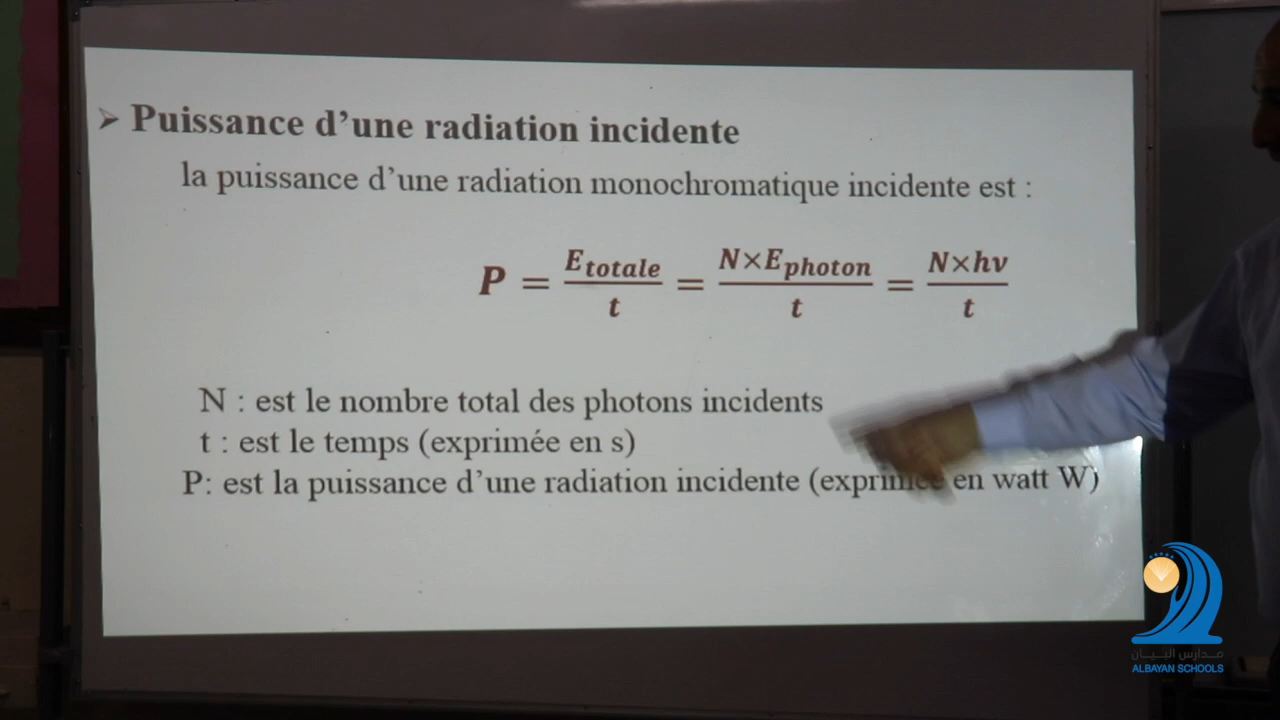 ➢ Puissance d’une radiation incidente
la puissance d’une radiation monochromatique incidente est :
P = E_totale / t = N×E_photon / t = N×hν / t
N : est le nombre total des photons incidents
t : est le temps (exprimée en s)
P: est la puissance d’une radiation incidente (exprimée en watt W)
مدارس البيان
ALBAYAN SCHOOLS